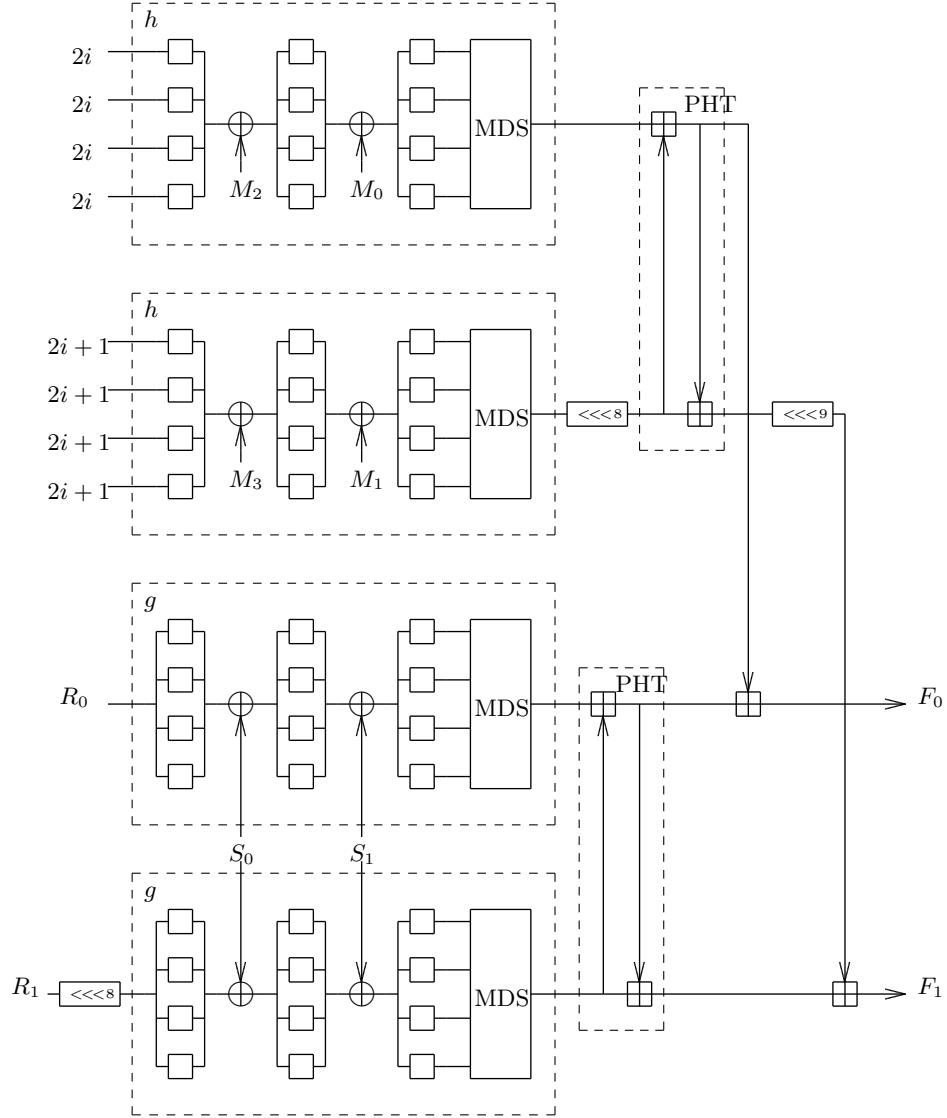 h
2i
2i
2i
2i
M₂
M₀
MDS
PHT
h
2i + 1
2i + 1
2i + 1
2i + 1
M₃
M₁
MDS
<<<8
<<<9
g
R₀
MDS
PHT
F₀
S₀
S₁
g
R₁
<<<8
MDS
F₁